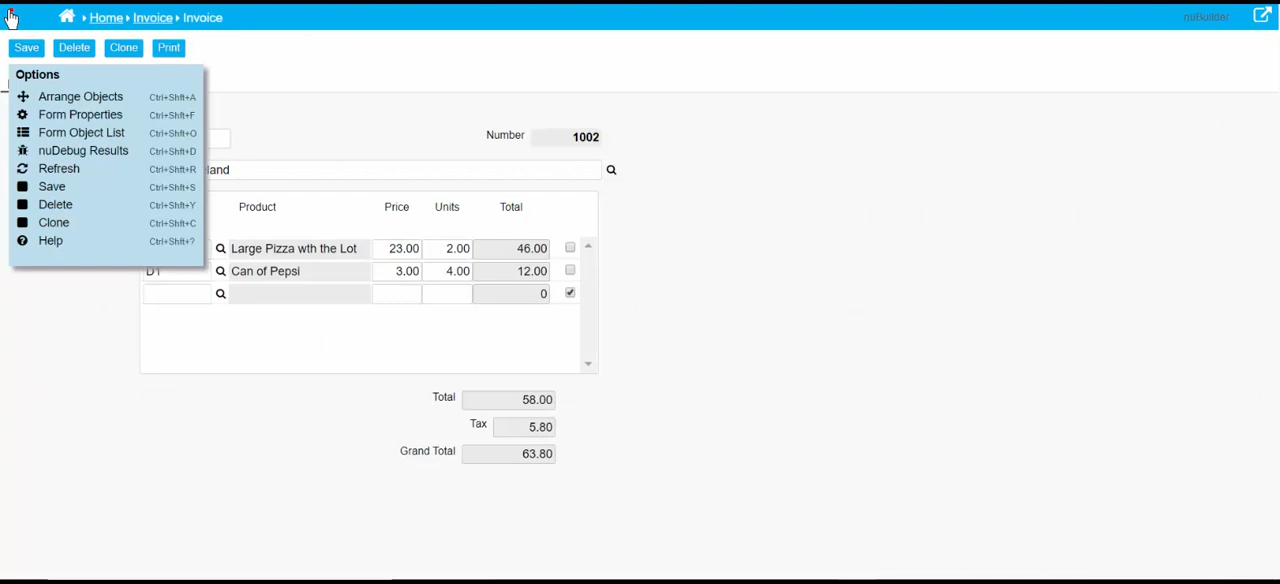 Home Invoice Invoice nuBuilder
Save Delete Clone Print
Options
Arrange Objects Ctrl+Shft+A
Form Properties Ctrl+Shft+F
Form Object List Ctrl+Shft+O
nuDebug Results Ctrl+Shft+D
Refresh Ctrl+Shft+R
Save Ctrl+Shft+S
Delete Ctrl+Shft+Y
Clone Ctrl+Shft+C
Help Ctrl+Shft+?
Number 1002
land
Product Price Units Total
Large Pizza wth the Lot 23.00 2.00 46.00
D1 Can of Pepsi 3.00 4.00 12.00
0
Total 58.00
Tax 5.80
Grand Total 63.80